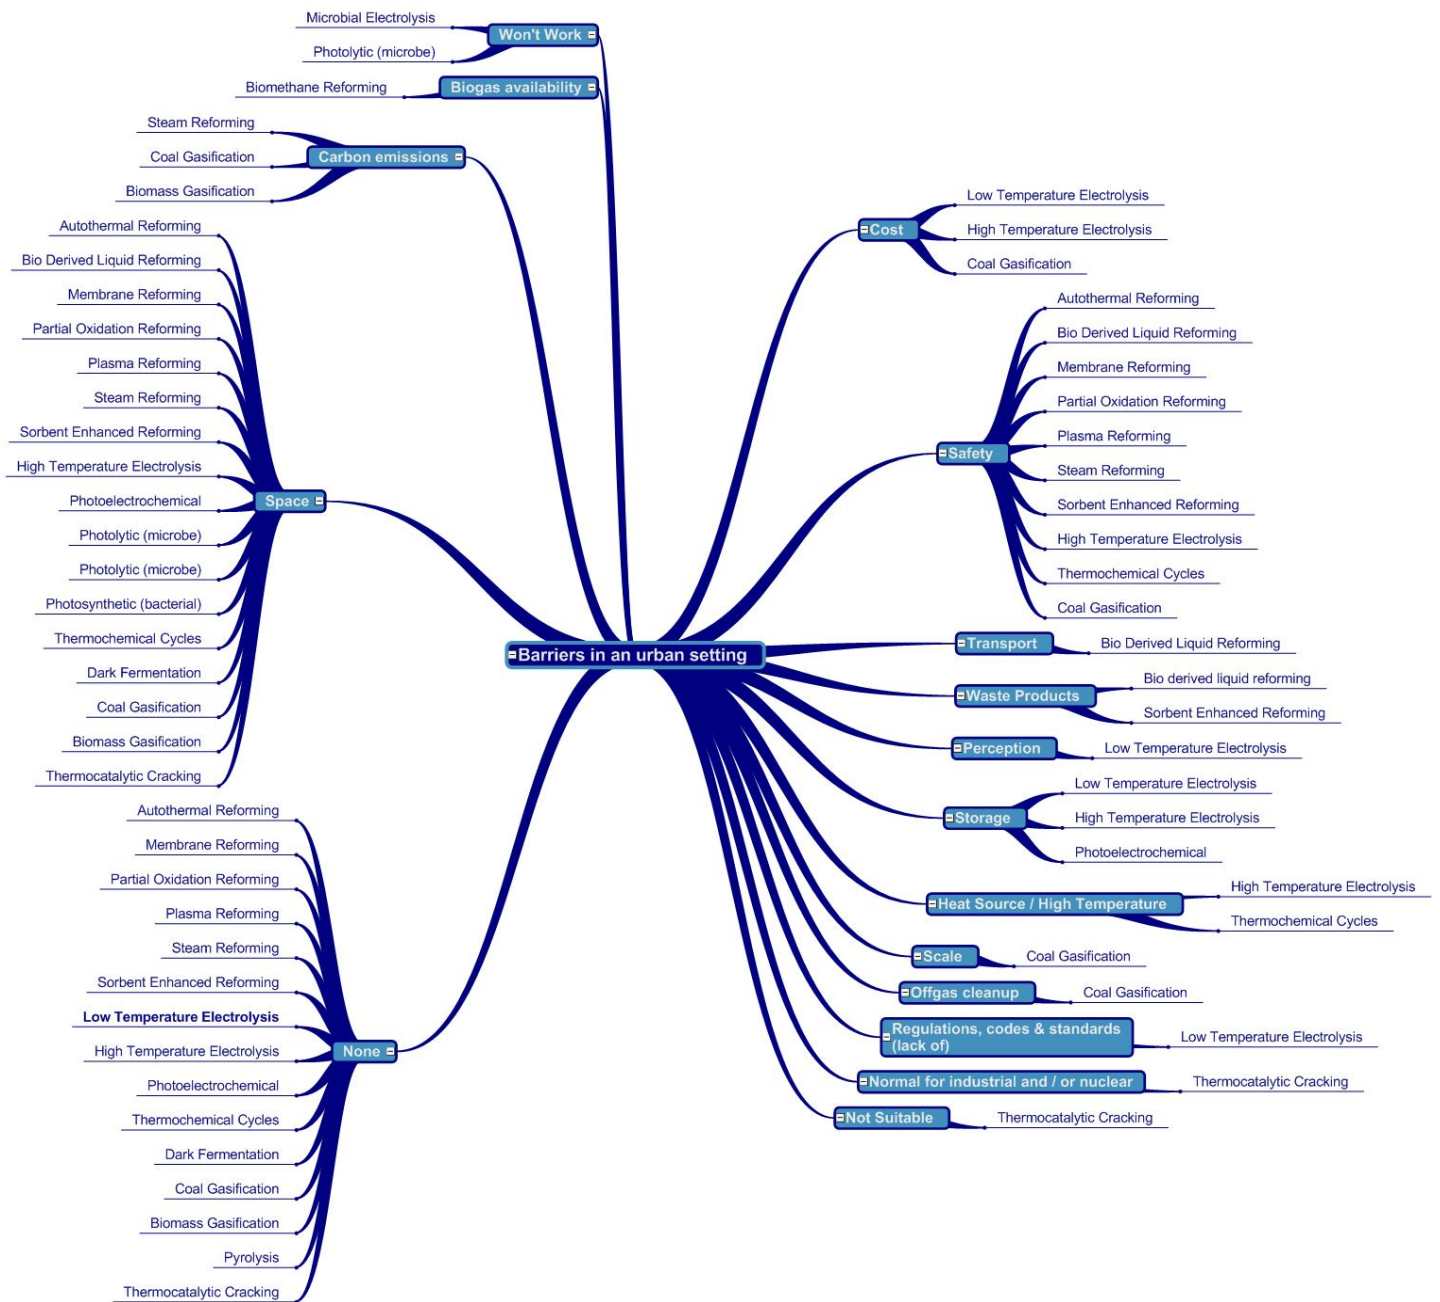 Microbial Electrolysis
Photolytic (microbe)
Won't Work
Biomethane Reforming
Biogas availability
Steam Reforming
Coal Gasification
Biomass Gasification
Carbon emissions
Autothermal Reforming
Bio Derived Liquid Reforming
Membrane Reforming
Partial Oxidation Reforming
Plasma Reforming
Steam Reforming
Sorbent Enhanced Reforming
High Temperature Electrolysis
Photoelectrochemical
Photolytic (microbe)
Photolytic (microbe)
Photosynthetic (bacterial)
Thermochemical Cycles
Dark Fermentation
Coal Gasification
Biomass Gasification
Thermocatalytic Cracking
Space
Autothermal Reforming
Membrane Reforming
Partial Oxidation Reforming
Plasma Reforming
Steam Reforming
Sorbent Enhanced Reforming
Low Temperature Electrolysis
High Temperature Electrolysis
Photoelectrochemical
Thermochemical Cycles
Dark Fermentation
Coal Gasification
Biomass Gasification
Pyrolysis
Thermocatalytic Cracking
None
Barriers in an urban setting
Cost
Low Temperature Electrolysis
High Temperature Electrolysis
Coal Gasification
Safety
Autothermal Reforming
Bio Derived Liquid Reforming
Membrane Reforming
Partial Oxidation Reforming
Plasma Reforming
Steam Reforming
Sorbent Enhanced Reforming
High Temperature Electrolysis
Thermochemical Cycles
Coal Gasification
Transport
Bio Derived Liquid Reforming
Waste Products
Bio derived liquid reforming
Sorbent Enhanced Reforming
Perception
Low Temperature Electrolysis
Storage
Low Temperature Electrolysis
High Temperature Electrolysis
Photoelectrochemical
Heat Source / High Temperature
High Temperature Electrolysis
Thermochemical Cycles
Scale
Coal Gasification
Offgas cleanup
Coal Gasification
Regulations, codes & standards
(lack of)
Low Temperature Electrolysis
Normal for industrial and / or nuclear
Thermocatalytic Cracking
Not Suitable
Thermocatalytic Cracking